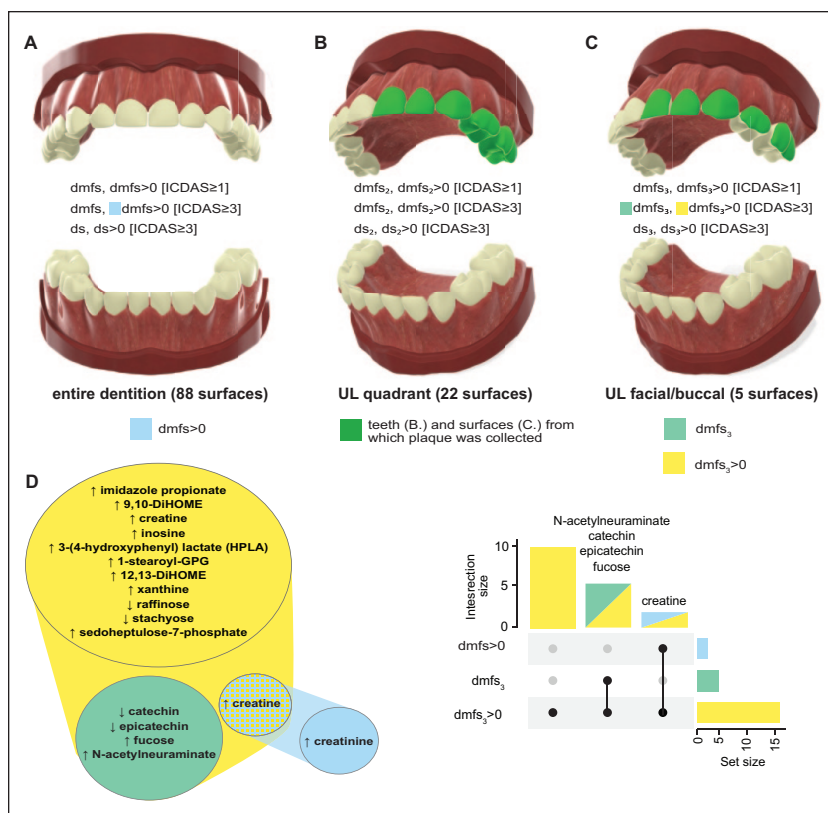 A
B
C
dmfs, dmfs>0 [ICDAS≥1]
dmfs, dmfs>0 [ICDAS≥3]
ds, ds>0 [ICDAS≥3]
dmfs₂, dmfs₂>0 [ICDAS≥1]
dmfs₂, dmfs₂>0 [ICDAS≥3]
ds₂, ds₂>0 [ICDAS≥3]
dmfs₃, dmfs₃>0 [ICDAS≥1]
dmfs₃, dmfs₃>0 [ICDAS≥3]
ds₃, ds₃>0 [ICDAS≥3]
entire dentition (88 surfaces)
UL quadrant (22 surfaces)
UL facial/buccal (5 surfaces)
dmfs>0
teeth (B.) and surfaces (C.) from
which plaque was collected
dmfs₃
dmfs₃>0
D
↑ imidazole propionate
↑ 9,10-DiHOME
↑ creatine
↑ inosine
↑ 3-(4-hydroxyphenyl) lactate (HPLA)
↑ 1-stearoyl-GPG
↑ 12,13-DiHOME
↑ xanthine
↓ raffinose
↓ stachyose
↑ sedoheptulose-7-phosphate
↓ catechin
↓ epicatechin
↑ fucose
↑ N-acetylneuraminate
↑ creatine
↑ creatinine
N-acetylneuraminate
catechin
epicatechin
fucose
creatine
Intesrection
size
10
5
0
dmfs>0
dmfs₃
dmfs₃>0
0
5
10
15
Set size